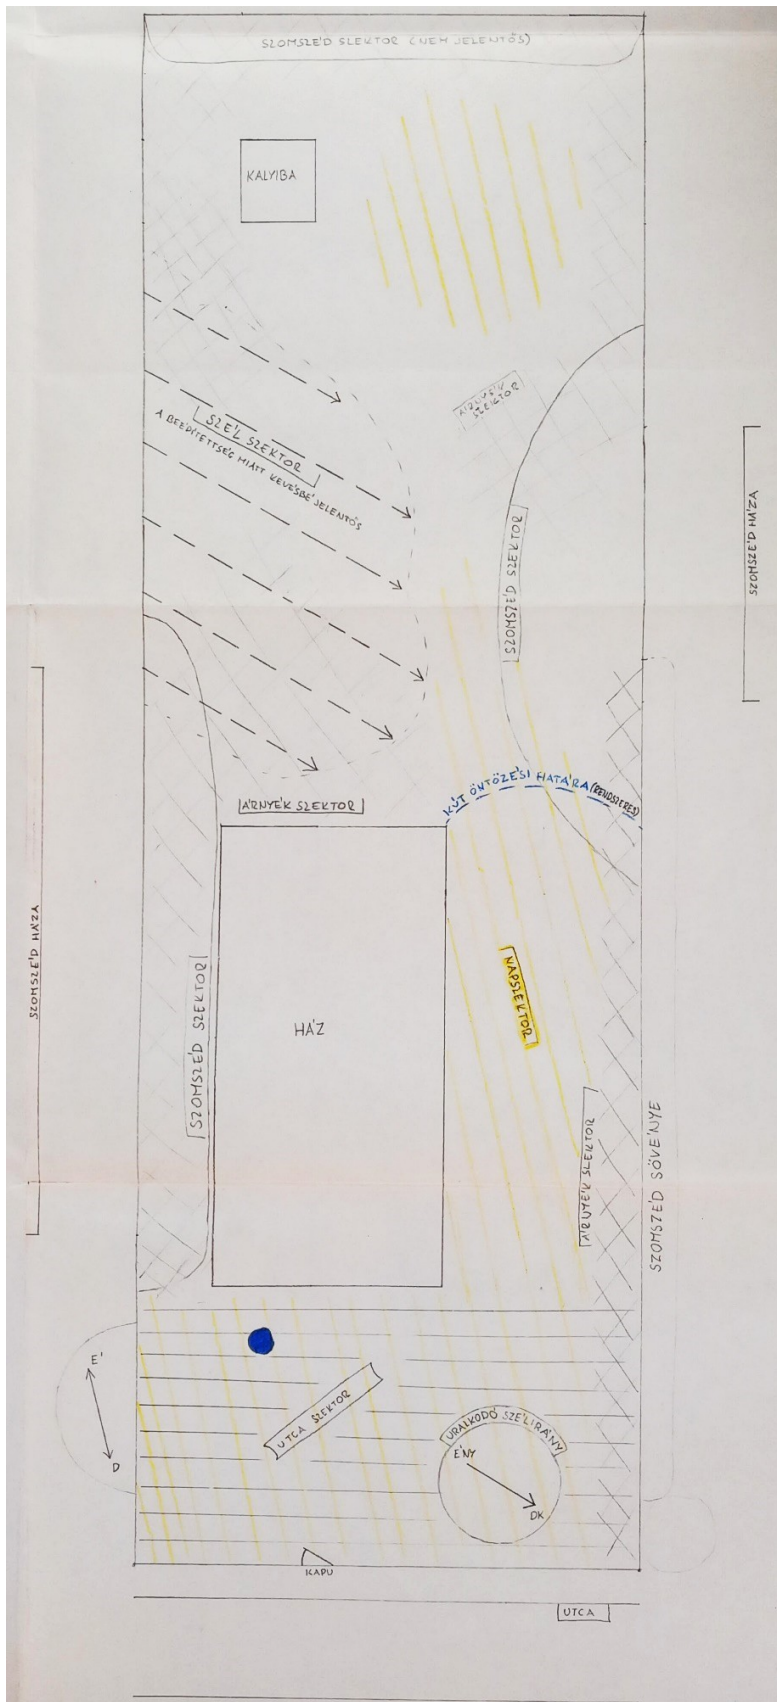 SZOMSZÉD SZEKTOR (NEM JELENTŐS)
KALYIBA
ÁRNYÉK
SZEKTOR
SZÉL SZEKTOR
A BEÉPÍTETTSÉG MIATT KEVÉSBÉ JELENTŐS
SZOMSZÉD HÁZA
SZOMSZÉD SZEKTOR
KÚT ÖNTÖZÉSI HATÁRA (RENDSZERES)
ÁRNYÉK SZEKTOR
SZOMSZÉD HÁZA
NAPSZEKTOR
SZOMSZÉD SZEKTOR
HÁZ
ÁRNYÉK SZEKTOR
SZOMSZÉD SÖVÉNYE
É
D
UTCA SZEKTOR
URALKODÓ SZÉLIRÁNY
ÉNY
DK
KAPU
UTCA